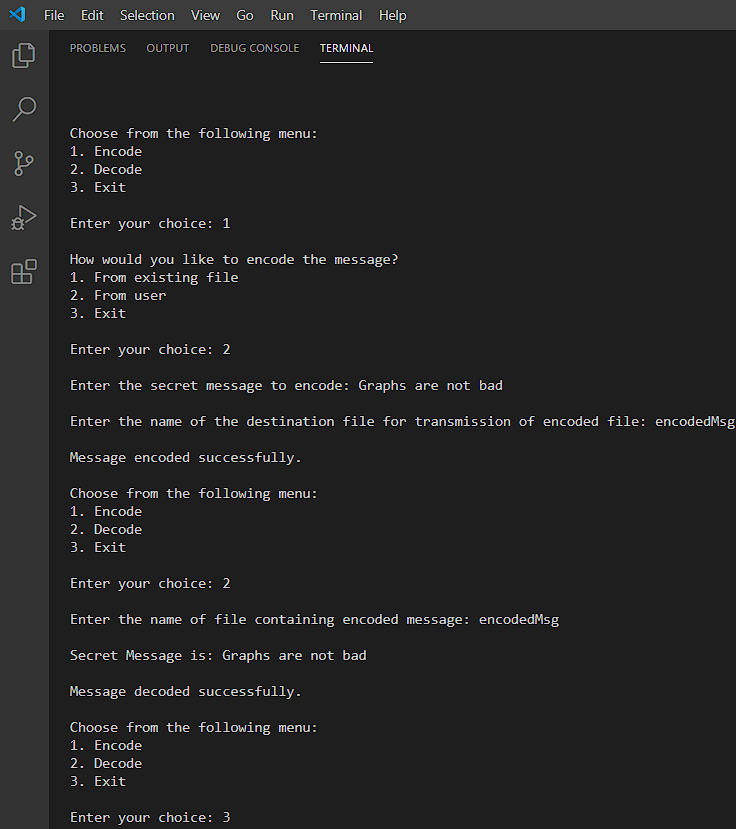 File Edit Selection View Go Run Terminal Help
PROBLEMS OUTPUT DEBUG CONSOLE TERMINAL
Choose from the following menu:
1. Encode
2. Decode
3. Exit
Enter your choice: 1
How would you like to encode the message?
1. From existing file
2. From user
3. Exit
Enter your choice: 2
Enter the secret message to encode: Graphs are not bad
Enter the name of the destination file for transmission of encoded file: encodedMsg
Message encoded successfully.
Choose from the following menu:
1. Encode
2. Decode
3. Exit
Enter your choice: 2
Enter the name of file containing encoded message: encodedMsg
Secret Message is: Graphs are not bad
Message decoded successfully.
Choose from the following menu:
1. Encode
2. Decode
3. Exit
Enter your choice: 3